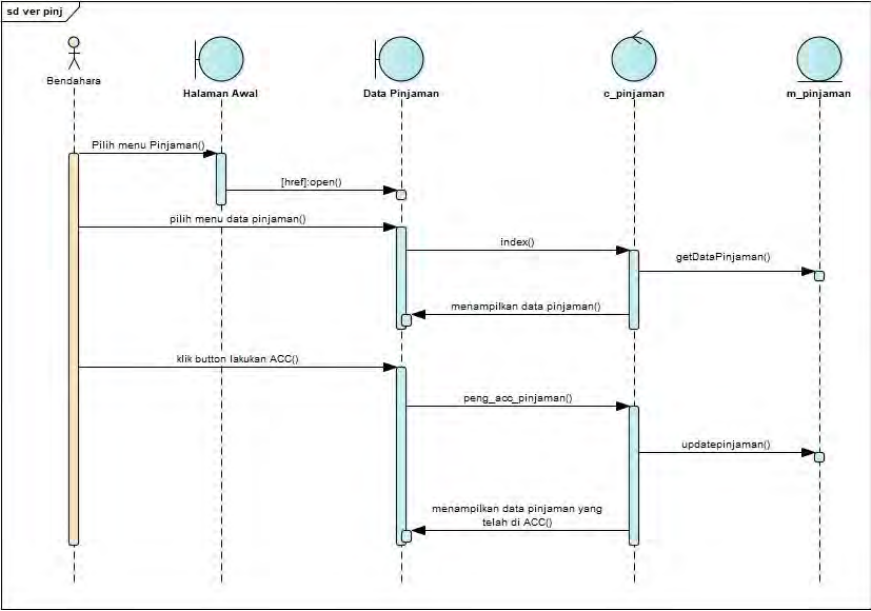 sd ver pinj
Bendahara
Halaman Awal
Data Pinjaman
c_pinjaman
m_pinjaman
Pilih menu Pinjaman()
[href]:open()
pilih menu data pinjaman()
index()
getDataPinjaman()
menampilkan data pinjaman()
klik button lakukan ACC()
peng_acc_pinjaman()
updatepinjaman()
menampilkan data pinjaman yang
telah di ACC()